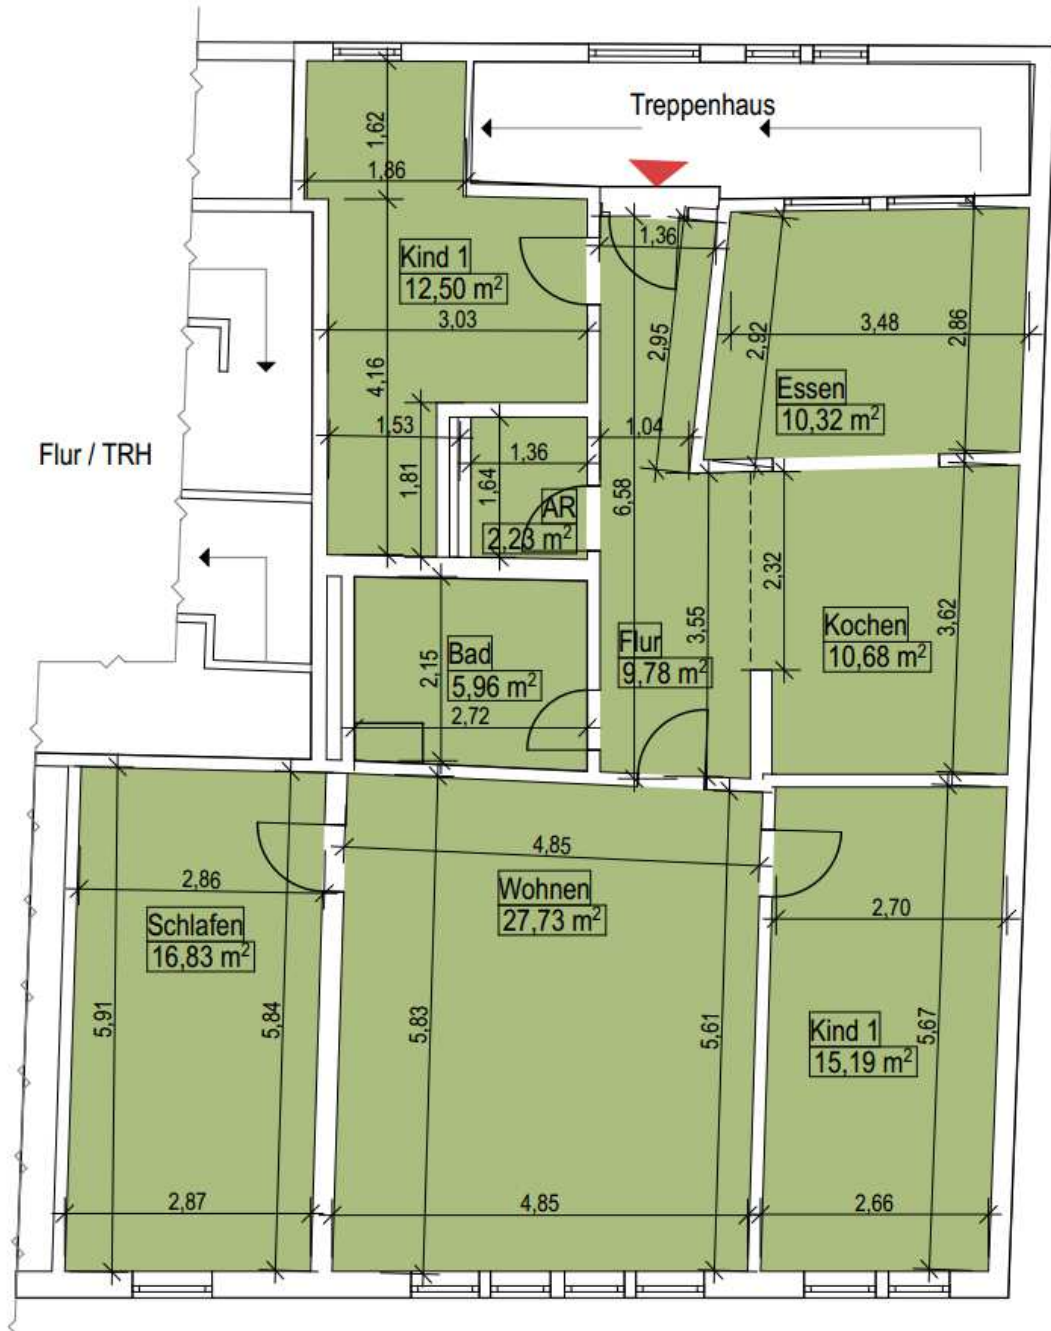 Treppenhaus
1,62
1,86
Kind 1
12,50 m²
1,36
3,03
2,95
2,92
3,48
2,86
4,16
Essen
10,32 m²
Flur / TRH
1,53
1,36
1,04
1,81
1,64
AR
2,23 m²
6,58
2,32
3,55
3,62
Kochen
10,68 m²
Flur
9,78 m²
Bad
5,96 m²
2,15
2,72
4,85
2,86
Wohnen
27,73 m²
2,70
Schlafen
16,83 m²
5,91
5,84
5,83
5,61
Kind 1
15,19 m²
5,67
2,87
4,85
2,66